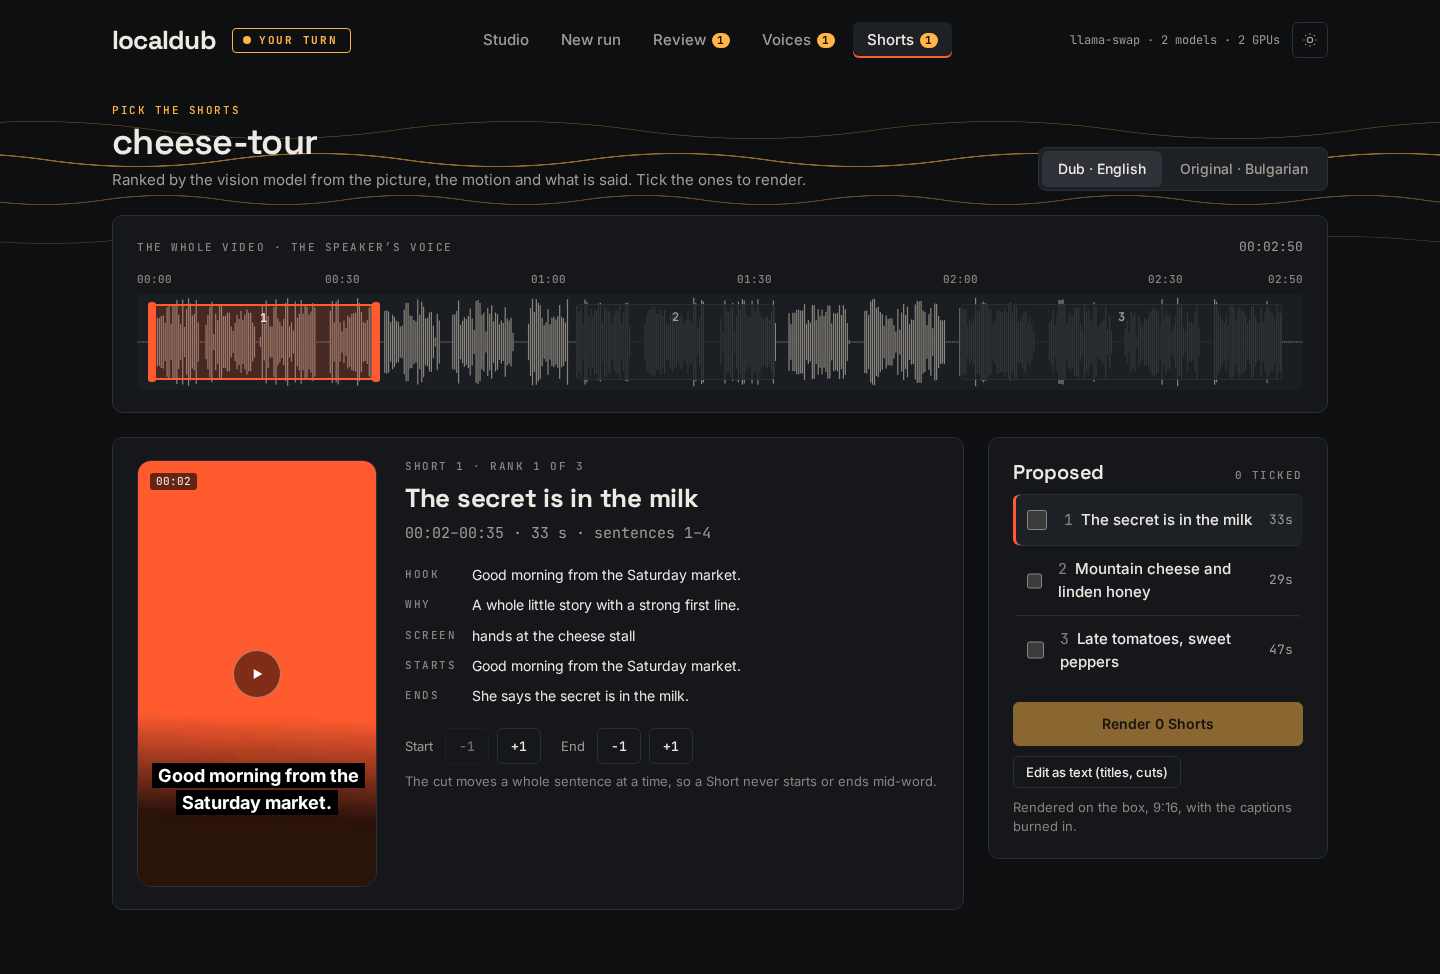 localdub
YOUR TURN
Studio
New run
Review 1
Voices 1
Shorts 1
llama-swap · 2 models · 2 GPUs
PICK THE SHORTS
cheese-tour
Ranked by the vision model from the picture, the motion and what is said. Tick the ones to render.
Dub · English
Original · Bulgarian
THE WHOLE VIDEO · THE SPEAKER’S VOICE
00:02:50
00:00 00:30 01:00 01:30 02:00 02:30 02:50
1 2 3
00:02
Good morning from the
Saturday market.
SHORT 1 · RANK 1 OF 3
The secret is in the milk
00:02–00:35 · 33 s · sentences 1–4
HOOK Good morning from the Saturday market.
WHY A whole little story with a strong first line.
SCREEN hands at the cheese stall
STARTS Good morning from the Saturday market.
ENDS She says the secret is in the milk.
Start -1 +1 End -1 +1
The cut moves a whole sentence at a time, so a Short never starts or ends mid-word.
Proposed
0 TICKED
1 The secret is in the milk 33s
2 Mountain cheese and
linden honey 29s
3 Late tomatoes, sweet
peppers 47s
Render 0 Shorts
Edit as text (titles, cuts)
Rendered on the box, 9:16, with the captions
burned in.